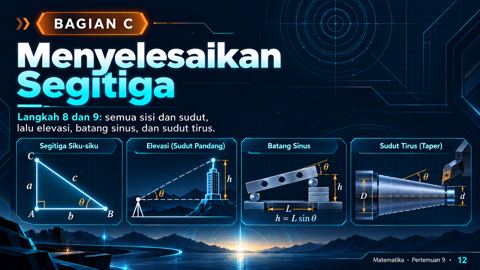 BAGIAN C
Menyelesaikan
Segitiga
Langkah 8 dan 9: semua sisi dan sudut,
lalu elevasi, batang sinus, dan sudut tirus.
Segitiga Siku-siku
C
a
c
θ
A
b
B
Elevasi (Sudut Pandang)
θ
h
Batang Sinus
θ
h
L
h = L sin θ
Sudut Tirus (Taper)
θ
D
d
Matematika • Pertemuan 9 • 12